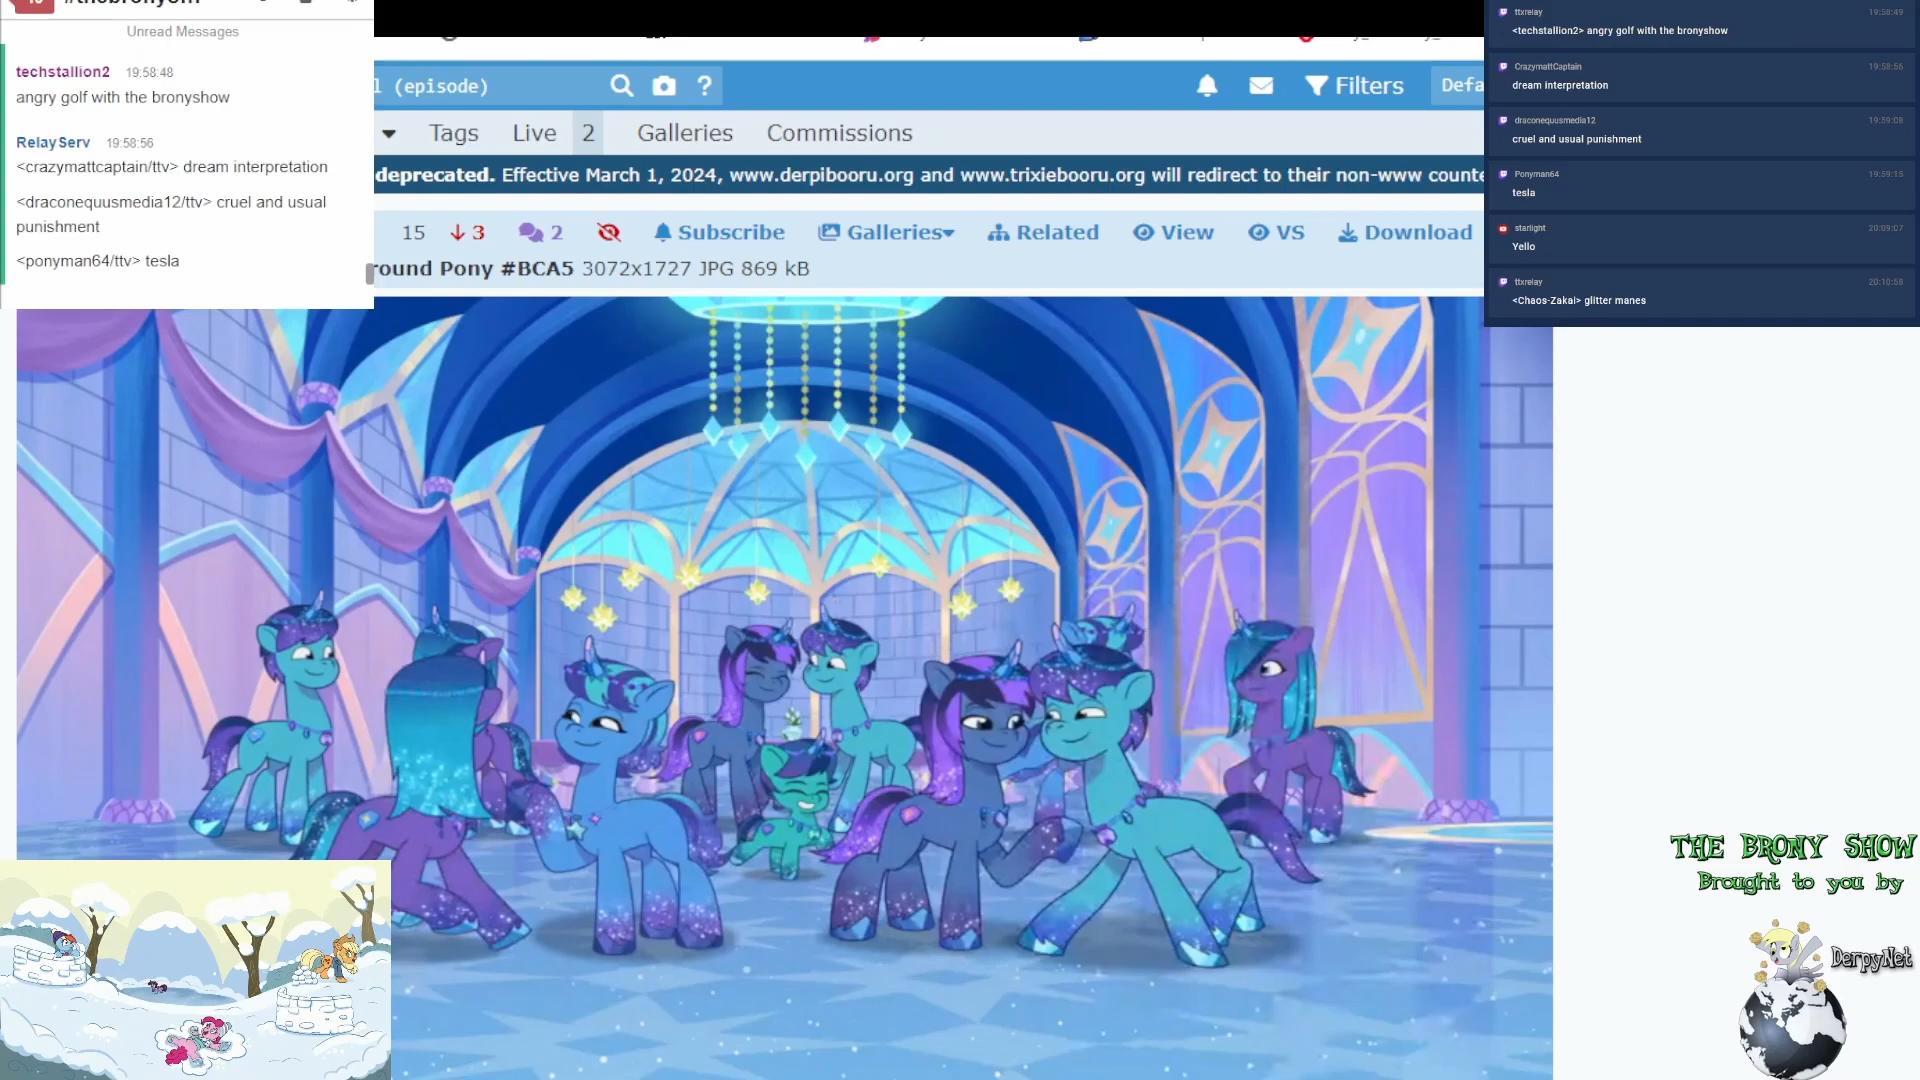 Unread Messages
techstallion2 19:58:48
angry golf with the bronyshow
RelayServ 19:58:56
<crazymattcaptain/ttv> dream interpretation
<draconequusmedia12/ttv> cruel and usual
punishment
<ponyman64/ttv> tesla
(episode)
?
Filters
Defa
Tags
Live 2
Galleries
Commissions
deprecated. Effective March 1, 2024, www.derpibooru.org and www.trixiebooru.org will redirect to their non-www counte
15
3
2
Subscribe
Galleries
Related
View
VS
Download
round Pony #BCA5 3072x1727 JPG 869 kB
ttxrelay 19:58:49
<techstallion2> angry golf with the bronyshow
CrazymattCaptain 19:58:56
dream interpretation
draconequusmedia12 19:59:08
cruel and usual punishment
Ponyman64 19:59:15
tesla
starlight 20:09:07
Yello
ttxrelay 20:10:58
<Chaos-Zakai> glitter manes
THE BRONY SHOW
Brought to you by
DerpyNet